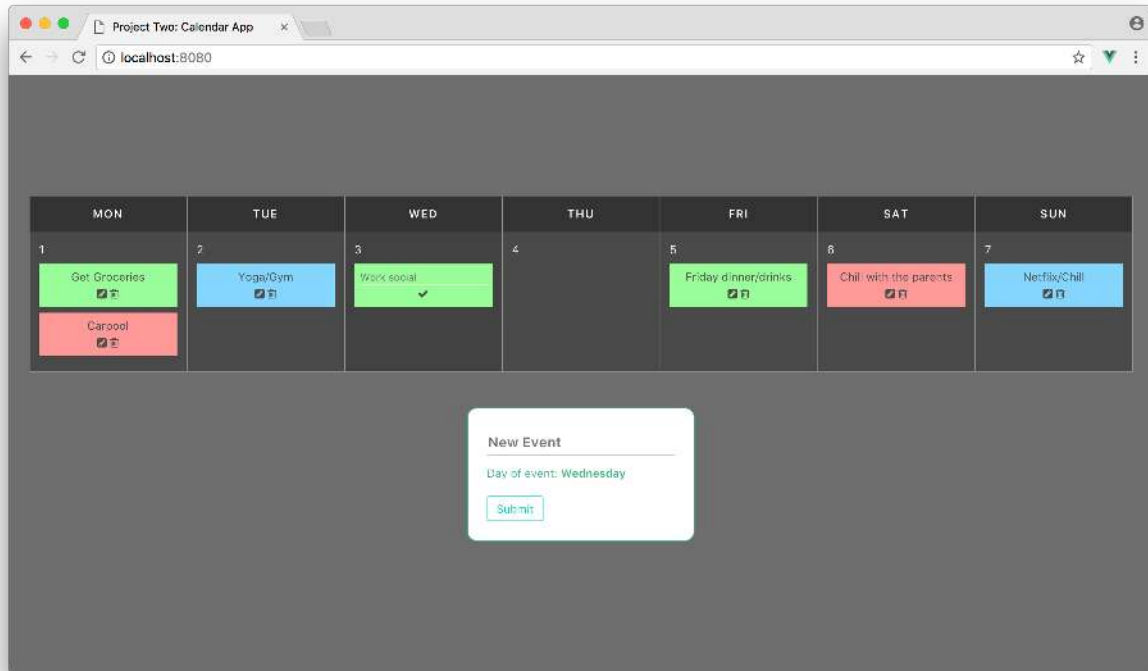 Project Two: Calendar App
localhost:8080
MON TUE WED THU FRI SAT SUN
1 2 3 4 5 6 7
Get Groceries Yoga/Gym Work social Friday dinner/drinks Chill with the parents Netflix/Chill
Carpool
New Event
Day of event: Wednesday
Submit